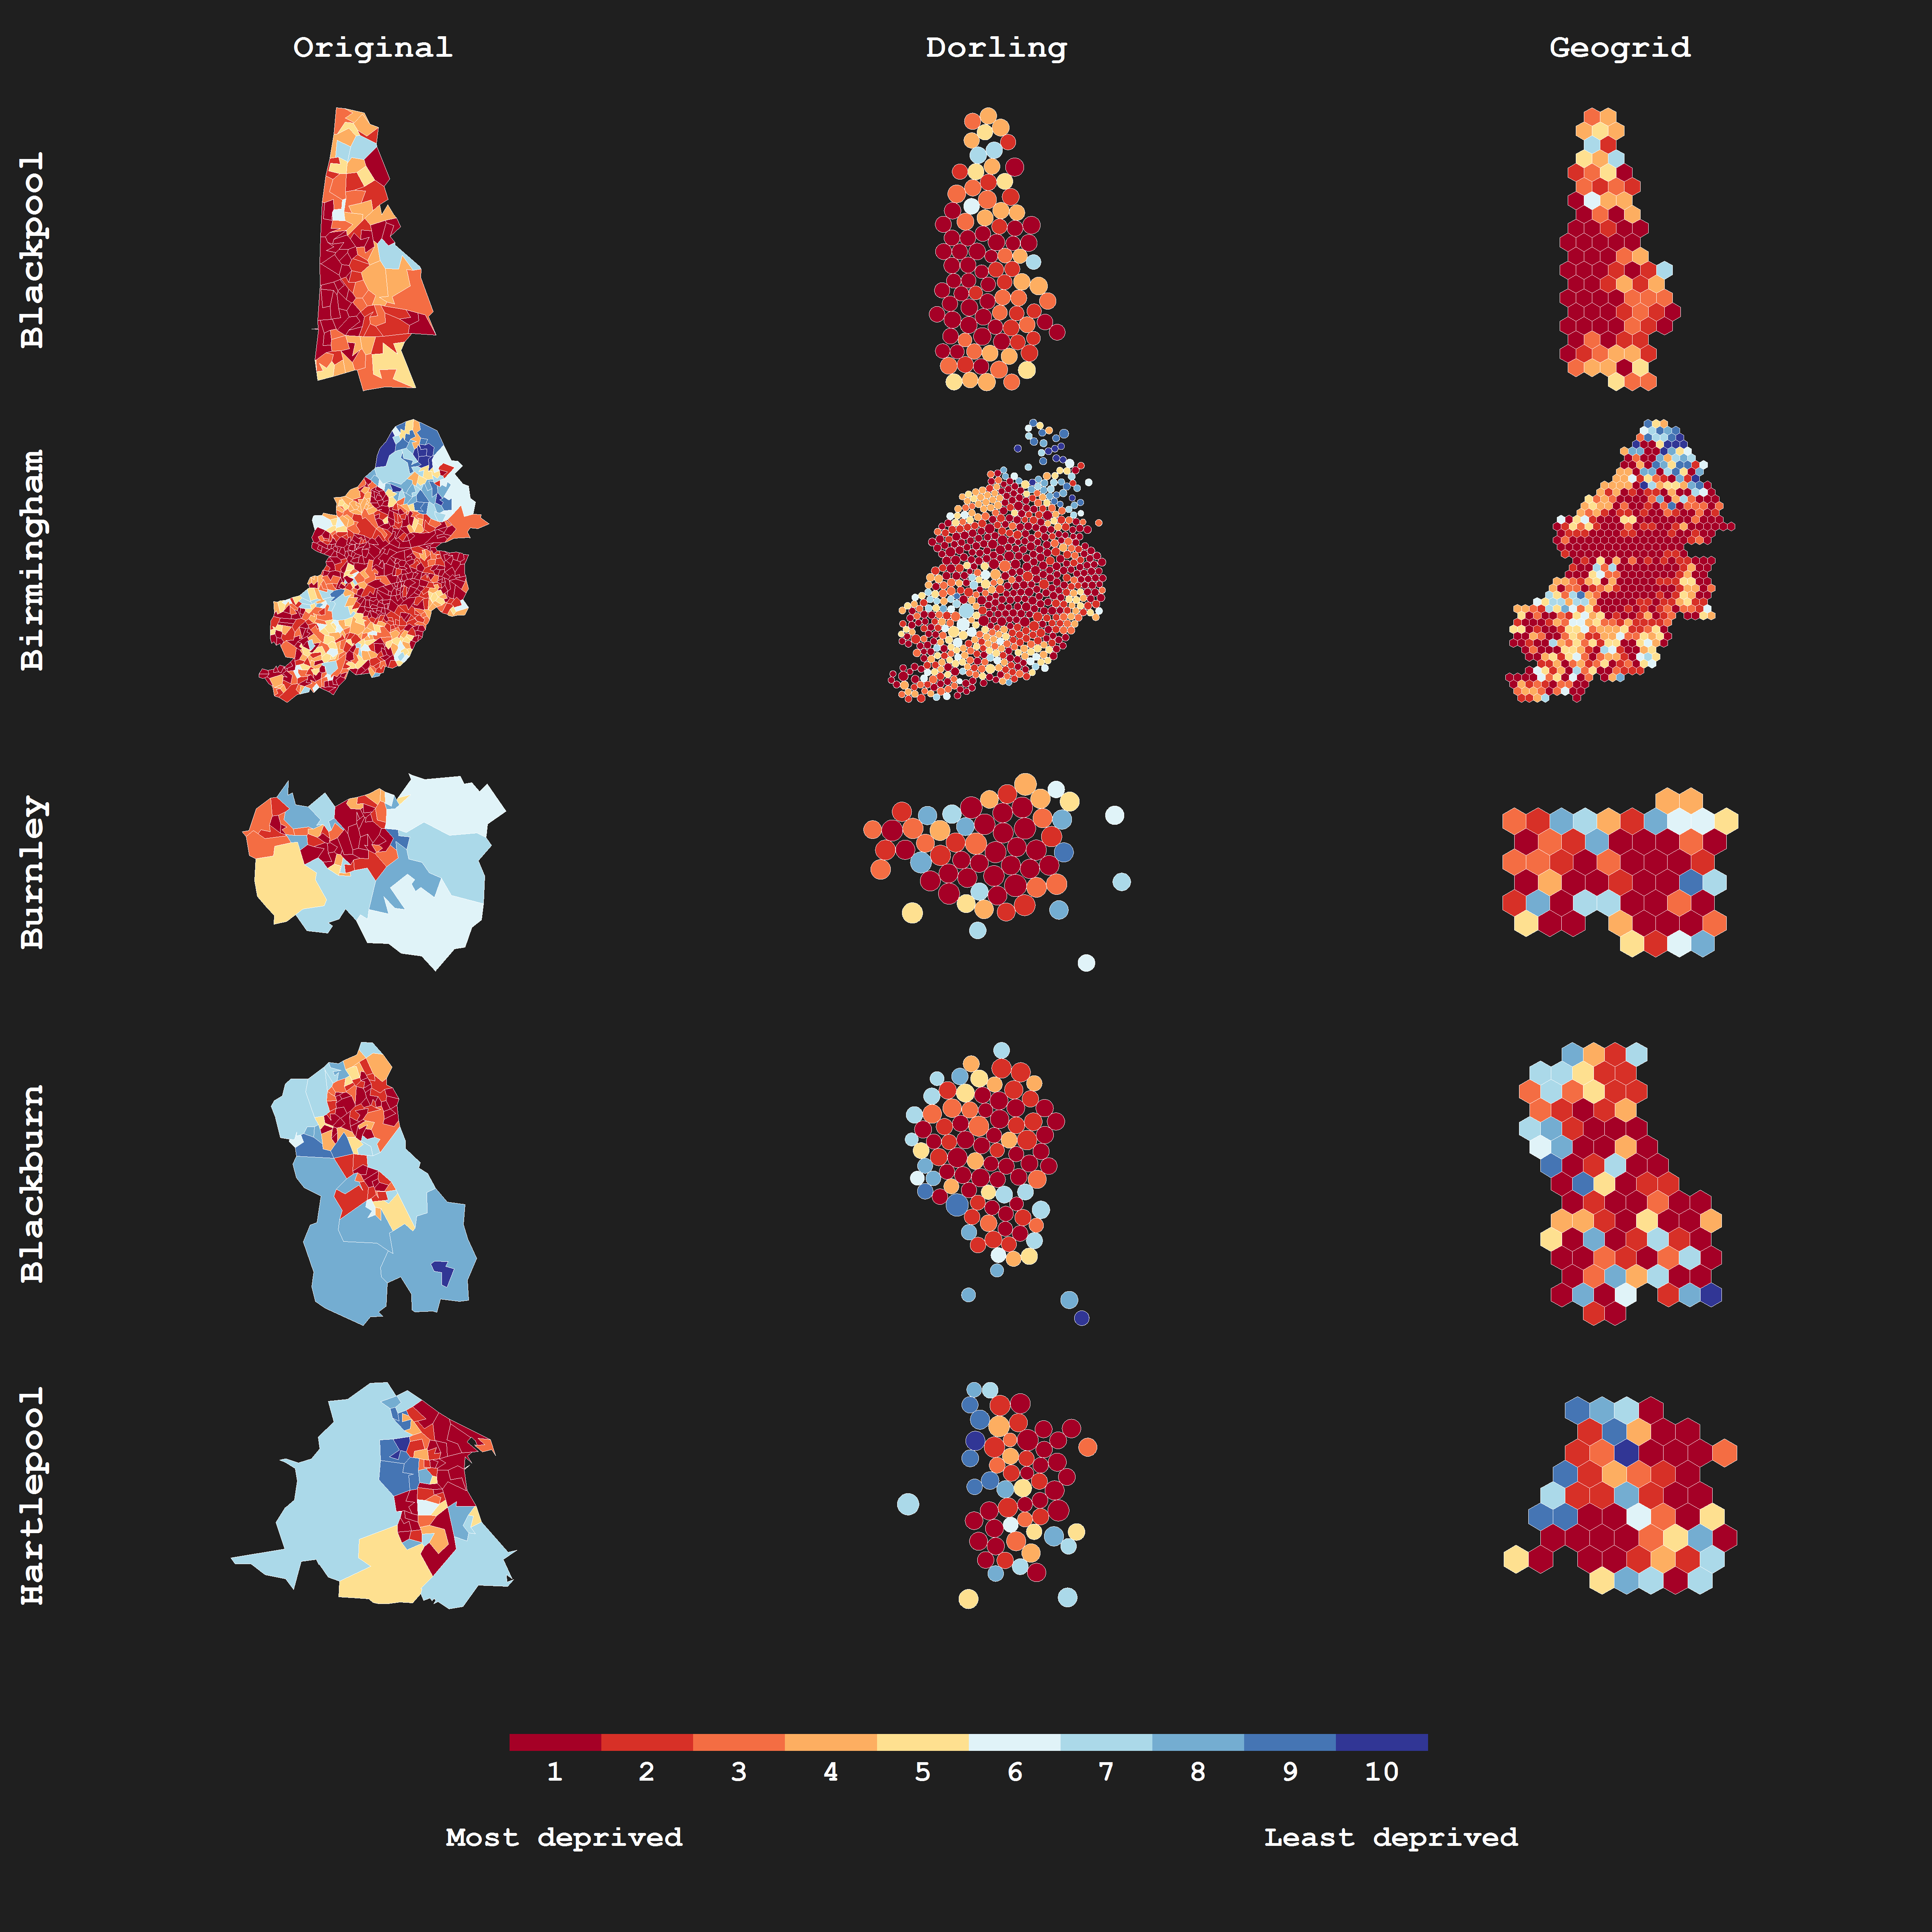 Original Dorling Geogrid
Blackpool
Birmingham
Burnley
Blackburn
Hartlepool
1 2 3 4 5 6 7 8 9 10
Most deprived Least deprived